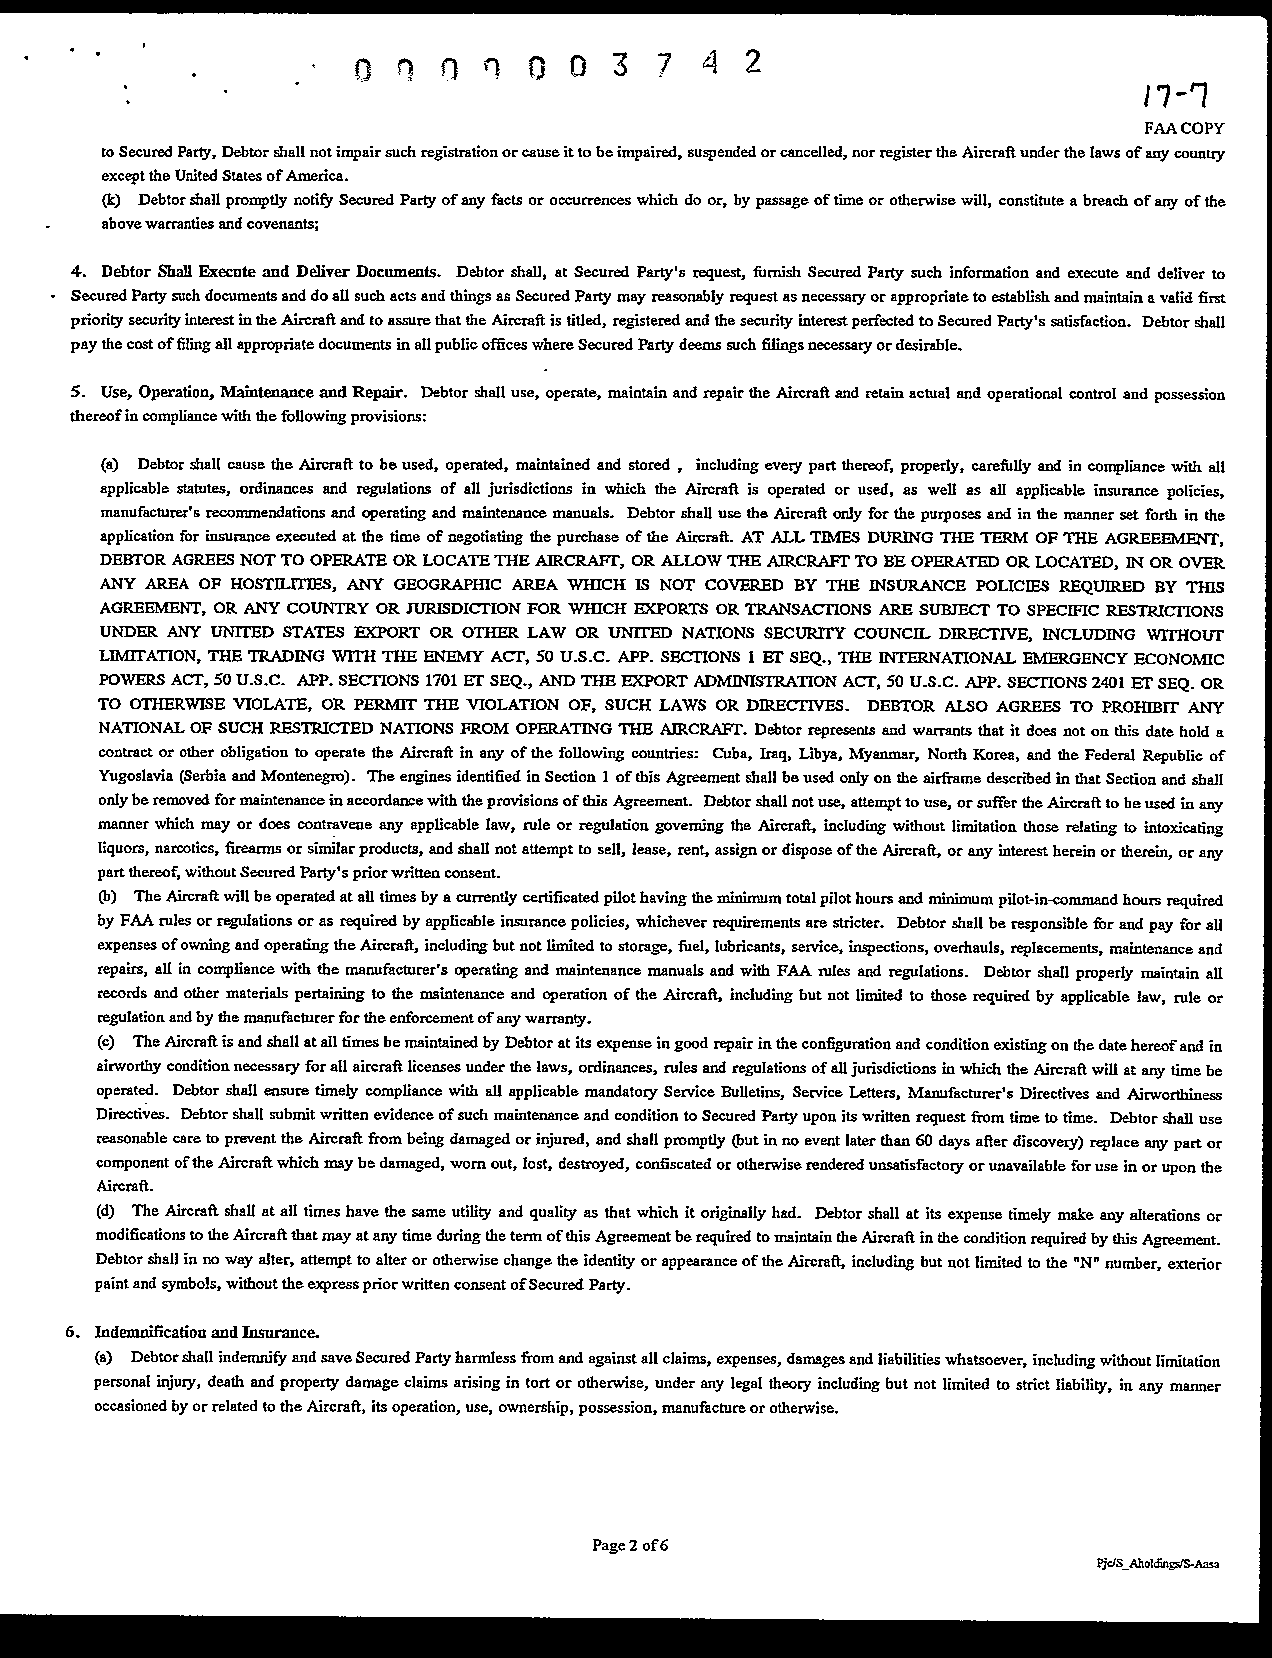 0000003742
17-7
FAA COPY
to Secured Party, Debtor shall not impair such registration or cause it to be impaired, suspended or cancelled, nor register the Aircraft under the laws of any country
except the United States of America.
(k) Debtor shall promptly notify Secured Party of any facts or occurrences which do or, by passage of time or otherwise will, constitute a breach of any of the
above warranties and covenants;
4. Debtor Shall Execute and Deliver Documents. Debtor shall, at Secured Party's request, furnish Secured Party such information and execute and deliver to
Secured Party such documents and do all such acts and things as Secured Party may reasonably request as necessary or appropriate to establish and maintain a valid first
priority security interest in the Aircraft and to assure that the Aircraft is titled, registered and the security interest perfected to Secured Party's satisfaction. Debtor shall
pay the cost of filing all appropriate documents in all public offices where Secured Party deems such filings necessary or desirable.
5. Use, Operation, Maintenance and Repair. Debtor shall use, operate, maintain and repair the Aircraft and retain actual and operational control and possession
thereof in compliance with the following provisions:
(a) Debtor shall cause the Aircraft to be used, operated, maintained and stored , including every part thereof, properly, carefully and in compliance with all
applicable statutes, ordinances and regulations of all jurisdictions in which the Aircraft is operated or used, as well as all applicable insurance policies,
manufacturer's recommendations and operating and maintenance manuals. Debtor shall use the Aircraft only for the purposes and in the manner set forth in the
application for insurance executed at the time of negotiating the purchase of the Aircraft. AT ALL TIMES DURING THE TERM OF THE AGREEEMENT,
DEBTOR AGREES NOT TO OPERATE OR LOCATE THE AIRCRAFT, OR ALLOW THE AIRCRAFT TO BE OPERATED OR LOCATED, IN OR OVER
ANY AREA OF HOSTILITIES, ANY GEOGRAPHIC AREA WHICH IS NOT COVERED BY THE INSURANCE POLICIES REQUIRED BY THIS
AGREEMENT, OR ANY COUNTRY OR JURISDICTION FOR WHICH EXPORTS OR TRANSACTIONS ARE SUBJECT TO SPECIFIC RESTRICTIONS
UNDER ANY UNITED STATES EXPORT OR OTHER LAW OR UNITED NATIONS SECURITY COUNCIL DIRECTIVE, INCLUDING WITHOUT
LIMITATION, THE TRADING WITH THE ENEMY ACT, 50 U.S.C. APP. SECTIONS 1 ET SEQ., THE INTERNATIONAL EMERGENCY ECONOMIC
POWERS ACT, 50 U.S.C. APP. SECTIONS 1701 ET SEQ., AND THE EXPORT ADMINISTRATION ACT, 50 U.S.C. APP. SECTIONS 2401 ET SEQ. OR
TO OTHERWISE VIOLATE, OR PERMIT THE VIOLATION OF, SUCH LAWS OR DIRECTIVES. DEBTOR ALSO AGREES TO PROHIBIT ANY
NATIONAL OF SUCH RESTRICTED NATIONS FROM OPERATING THE AIRCRAFT. Debtor represents and warrants that it does not on this date hold a
contract or other obligation to operate the Aircraft in any of the following countries: Cuba, Iraq, Libya, Myanmar, North Korea, and the Federal Republic of
Yugoslavia (Serbia and Montenegro). The engines identified in Section 1 of this Agreement shall be used only on the airframe described in that Section and shall
only be removed for maintenance in accordance with the provisions of this Agreement. Debtor shall not use, attempt to use, or suffer the Aircraft to be used in any
manner which may or does contravene any applicable law, rule or regulation governing the Aircraft, including without limitation those relating to intoxicating
liquors, narcotics, firearms or similar products, and shall not attempt to sell, lease, rent, assign or dispose of the Aircraft, or any interest herein or therein, or any
part thereof, without Secured Party's prior written consent.
(b) The Aircraft will be operated at all times by a currently certificated pilot having the minimum total pilot hours and minimum pilot-in-command hours required
by FAA rules or regulations or as required by applicable insurance policies, whichever requirements are stricter. Debtor shall be responsible for and pay for all
expenses of owning and operating the Aircraft, including but not limited to storage, fuel, lubricants, service, inspections, overhauls, replacements, maintenance and
repairs, all in compliance with the manufacturer's operating and maintenance manuals and with FAA rules and regulations. Debtor shall properly maintain all
records and other materials pertaining to the maintenance and operation of the Aircraft, including but not limited to those required by applicable law, rule or
regulation and by the manufacturer for the enforcement of any warranty.
(c) The Aircraft is and shall at all times be maintained by Debtor at its expense in good repair in the configuration and condition existing on the date hereof and in
airworthy condition necessary for all aircraft licenses under the laws, ordinances, rules and regulations of all jurisdictions in which the Aircraft will at any time be
operated. Debtor shall ensure timely compliance with all applicable mandatory Service Bulletins, Service Letters, Manufacturer's Directives and Airworthiness
Directives. Debtor shall submit written evidence of such maintenance and condition to Secured Party upon its written request from time to time. Debtor shall use
reasonable care to prevent the Aircraft from being damaged or injured, and shall promptly (but in no event later than 60 days after discovery) replace any part or
component of the Aircraft which may be damaged, worn out, lost, destroyed, confiscated or otherwise rendered unsatisfactory or unavailable for use in or upon the
Aircraft.
(d) The Aircraft shall at all times have the same utility and quality as that which it originally had. Debtor shall at its expense timely make any alterations or
modifications to the Aircraft that may at any time during the term of this Agreement be required to maintain the Aircraft in the condition required by this Agreement.
Debtor shall in no way alter, attempt to alter or otherwise change the identity or appearance of the Aircraft, including but not limited to the "N" number, exterior
paint and symbols, without the express prior written consent of Secured Party.
6. Indemnification and Insurance.
(a) Debtor shall indemnify and save Secured Party harmless from and against all claims, expenses, damages and liabilities whatsoever, including without limitation
personal injury, death and property damage claims arising in tort or otherwise, under any legal theory including but not limited to strict liability, in any manner
occasioned by or related to the Aircraft, its operation, use, ownership, possession, manufacture or otherwise.
Page 2 of 6
Pjc/S_Aholdings/S-Aasa